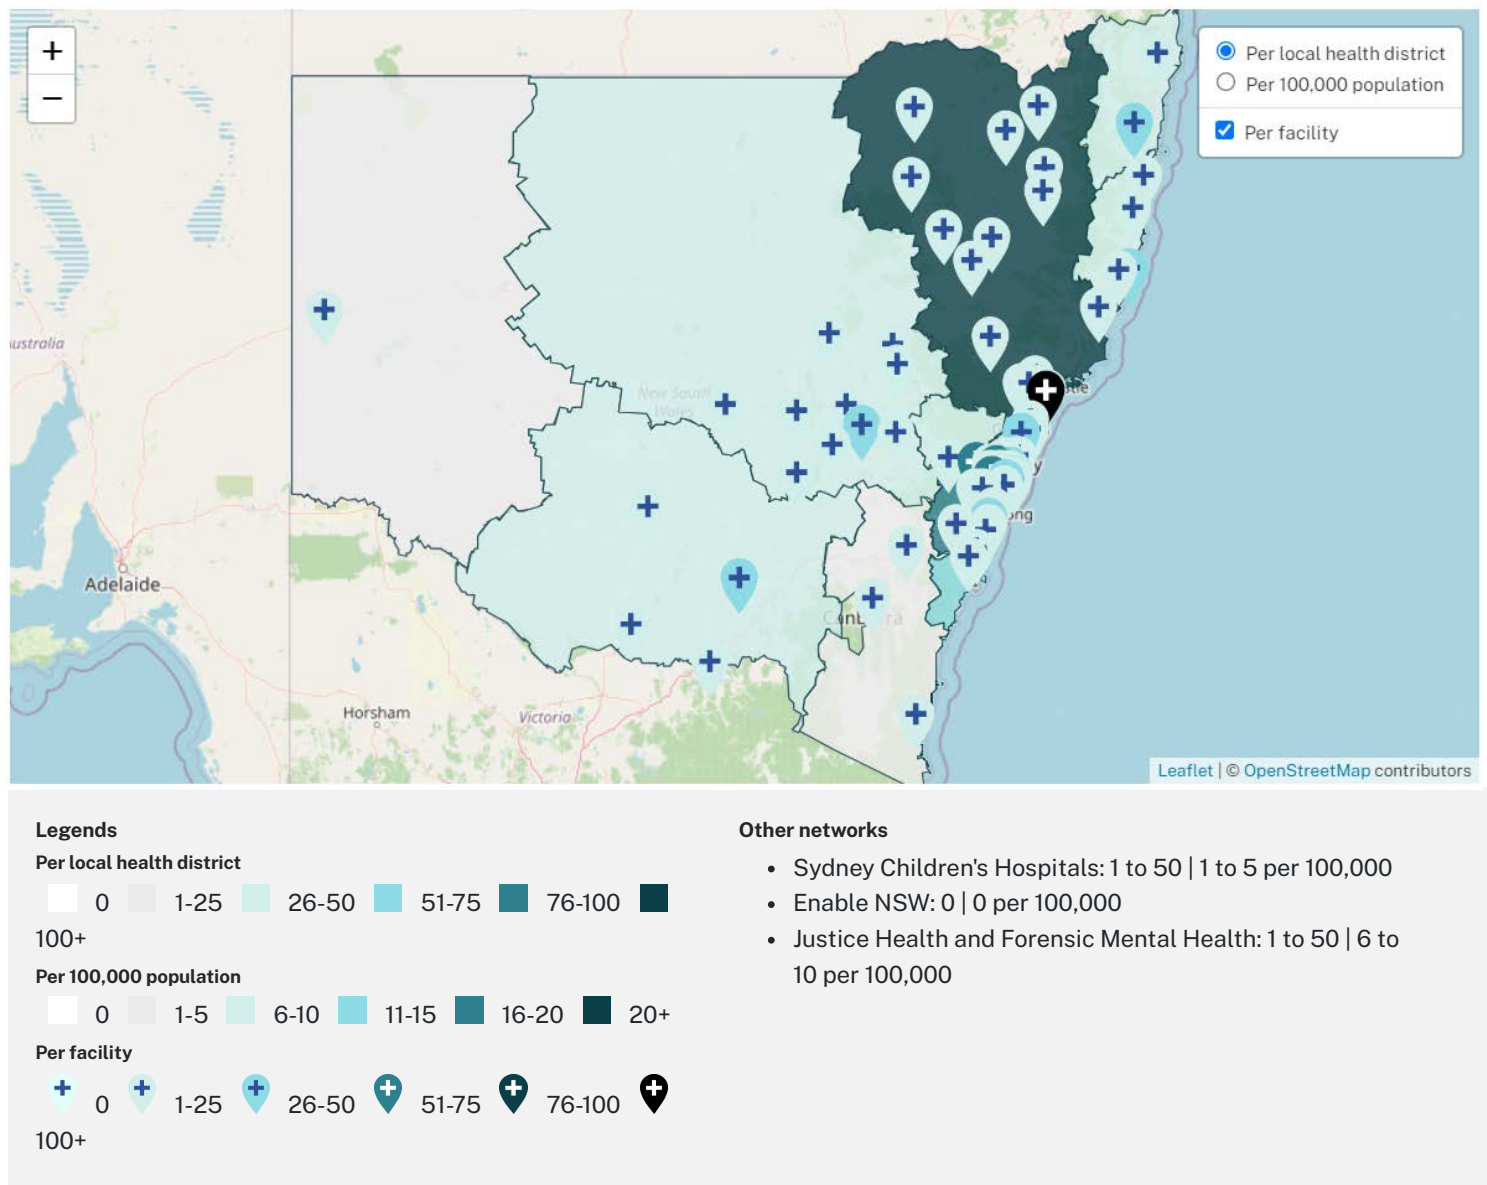 +
Per local health district
−
Per 100,000 population
Per facility
New South
Wales
Adelaide
Horsham
Victoria
Leaflet | © OpenStreetMap contributors
Legends
Per local health district
0 1-25 26-50 51-75 76-100
100+
Per 100,000 population
0 1-5 6-10 11-15 16-20 20+
Per facility
0 1-25 26-50 51-75 76-100
100+
Other networks
• Sydney Children's Hospitals: 1 to 50 | 1 to 5 per 100,000
• Enable NSW: 0 | 0 per 100,000
• Justice Health and Forensic Mental Health: 1 to 50 | 6 to
10 per 100,000